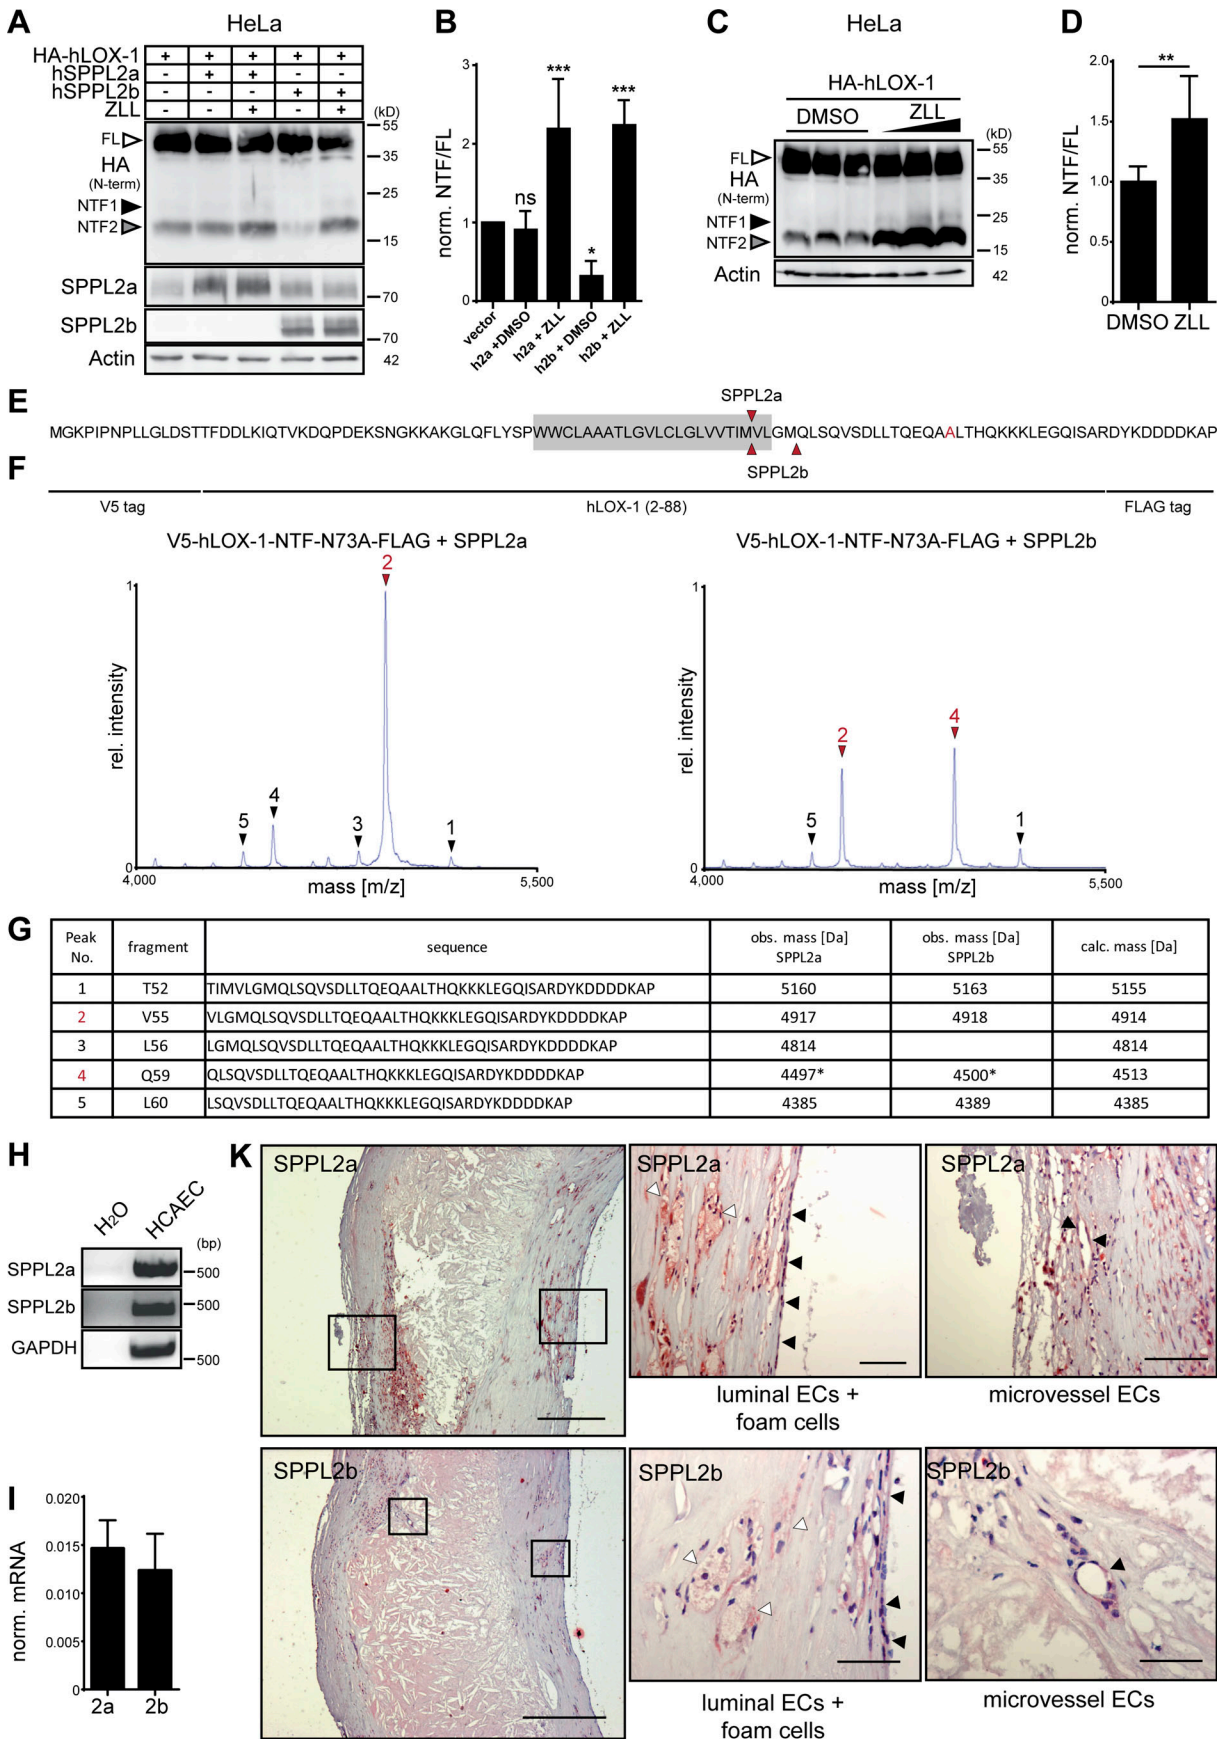 A
HeLa
HA-hLOX-1 + + + + +
hSPPL2a - + + - -
hSPPL2b - - - + +
ZLL - - + - +
(kD)
FL
HA
(N-term)
NTF1
NTF2
55
35
25
15
SPPL2a
70
SPPL2b
70
Actin
42
B
norm. NTF/FL
3
2
1
0
ns
***
*
***
vector
h2a +DMSO
h2a + ZLL
h2b + DMSO
h2b + ZLL
C
HeLa
HA-hLOX-1
DMSO ZLL
(kD)
FL
HA
(N-term)
NTF1
NTF2
55
35
25
15
Actin
42
D
norm. NTF/FL
2.0
1.5
1.0
0.5
0.0
**
DMSO ZLL
E
SPPL2a
MGKPIPNPLLGLDSTTFDDLKIQTVKDQPDEKSNGKKAKGLQFLYSPWWCLAAATLGVLCLGLVVTIMVLGMQLSQVSDLLTQEQAALTHQKKKLEGQISARDYKDDDDKAP
SPPL2b
F
V5 tag hLOX-1 (2-88) FLAG tag
V5-hLOX-1-NTF-N73A-FLAG + SPPL2a
rel. intensity
1
0
5
4
3
2
1
4,000
mass [m/z]
5,500
V5-hLOX-1-NTF-N73A-FLAG + SPPL2b
rel. intensity
1
0
5
2
4
1
4,000
mass [m/z]
5,500
G
Peak No. fragment sequence obs. mass [Da] SPPL2a obs. mass [Da] SPPL2b calc. mass [Da]
1 T52 TIMVLGMQLSQVSDLLTQEQAALTHQKKKLEGQISARDYKDDDDKAP 5160 5163 5155
2 V55 VLGMQLSQVSDLLTQEQAALTHQKKKLEGQISARDYKDDDDKAP 4917 4918 4914
3 L56 LGMQLSQVSDLLTQEQAALTHQKKKLEGQISARDYKDDDDKAP 4814 4814
4 Q59 QLSQVSDLLTQEQAALTHQKKKLEGQISARDYKDDDDKAP 4497* 4500* 4513
5 L60 LSQVSDLLTQEQAALTHQKKKLEGQISARDYKDDDDKAP 4385 4389 4385
H
H2O HCAEC
(bp)
SPPL2a
500
SPPL2b
500
GAPDH
500
I
norm. mRNA
0.020
0.015
0.010
0.005
0
2a 2b
K
SPPL2a
SPPL2a
SPPL2a
luminal ECs +
foam cells
microvessel ECs
SPPL2b
SPPL2b
SPPL2b
luminal ECs +
foam cells
microvessel ECs